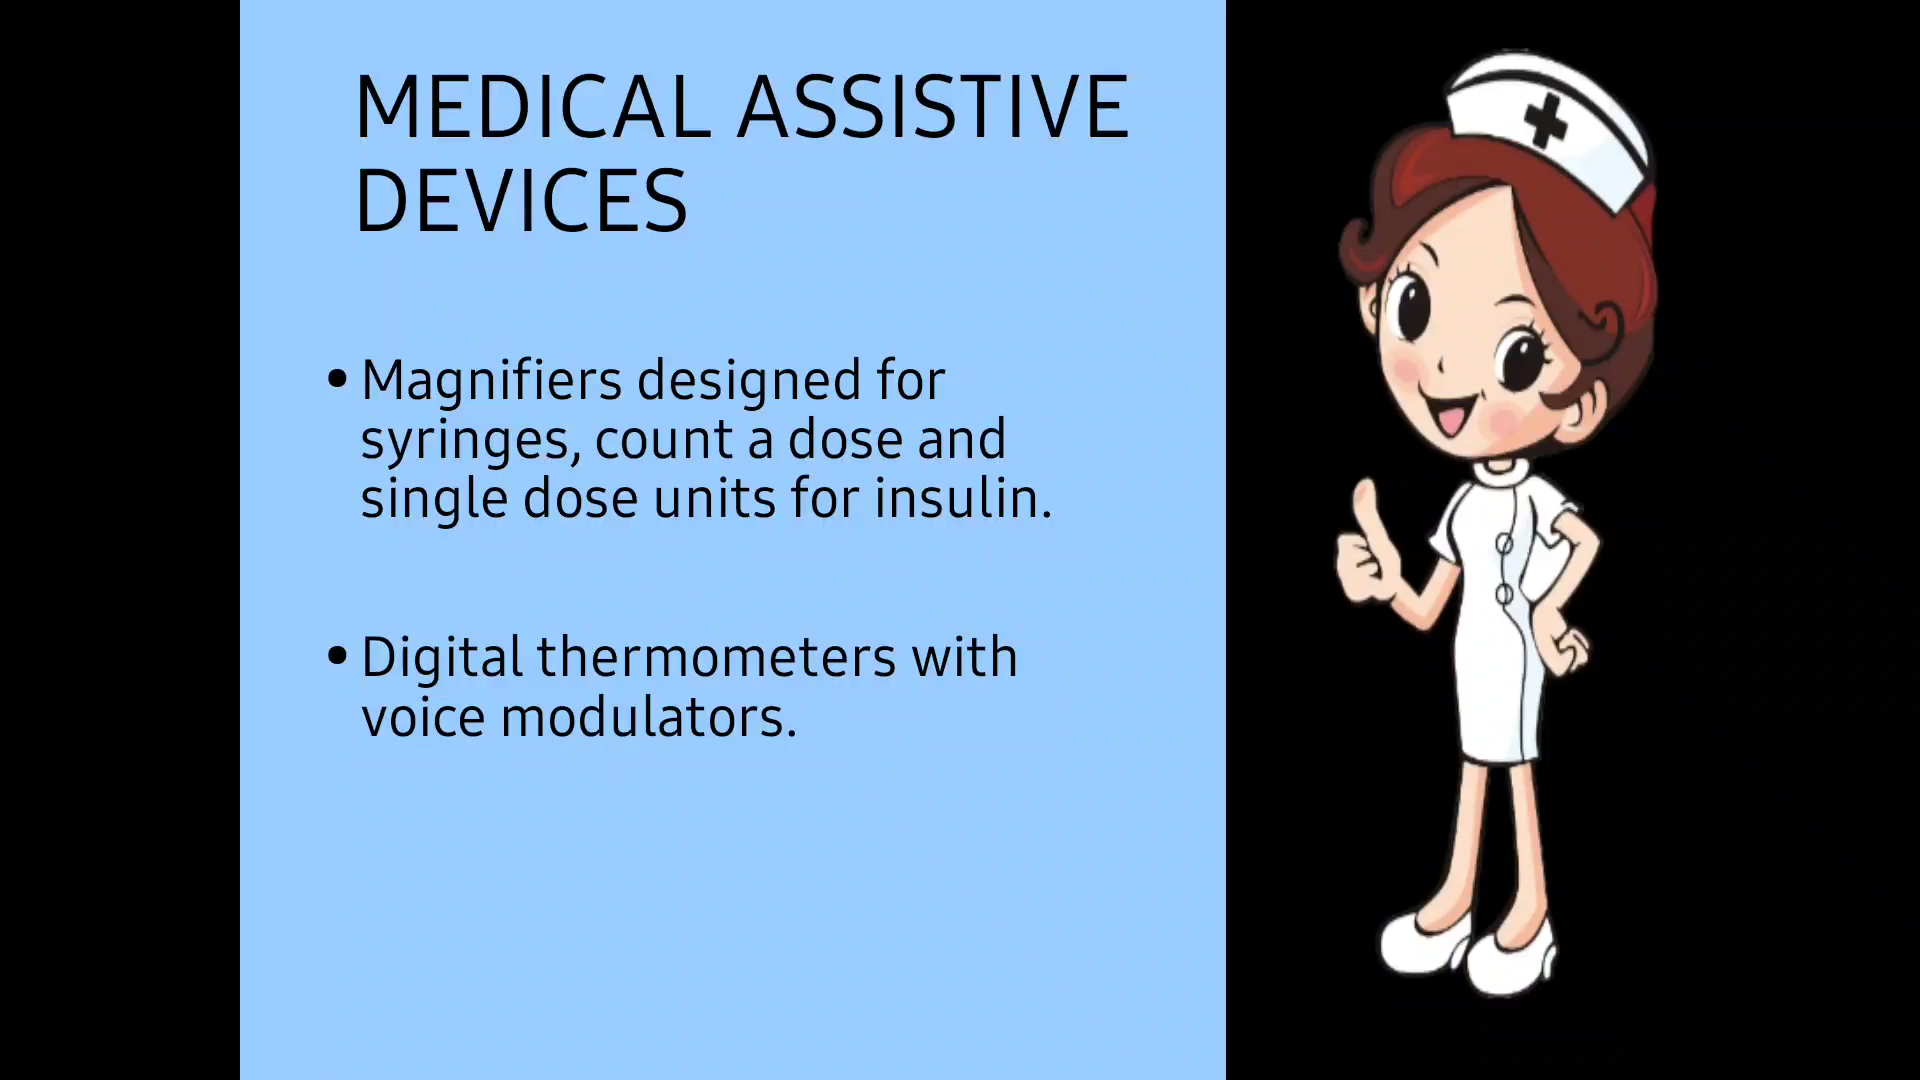 MEDICAL ASSISTIVE
DEVICES
• Magnifiers designed for
syringes, count a dose and
single dose units for insulin.
• Digital thermometers with
voice modulators.